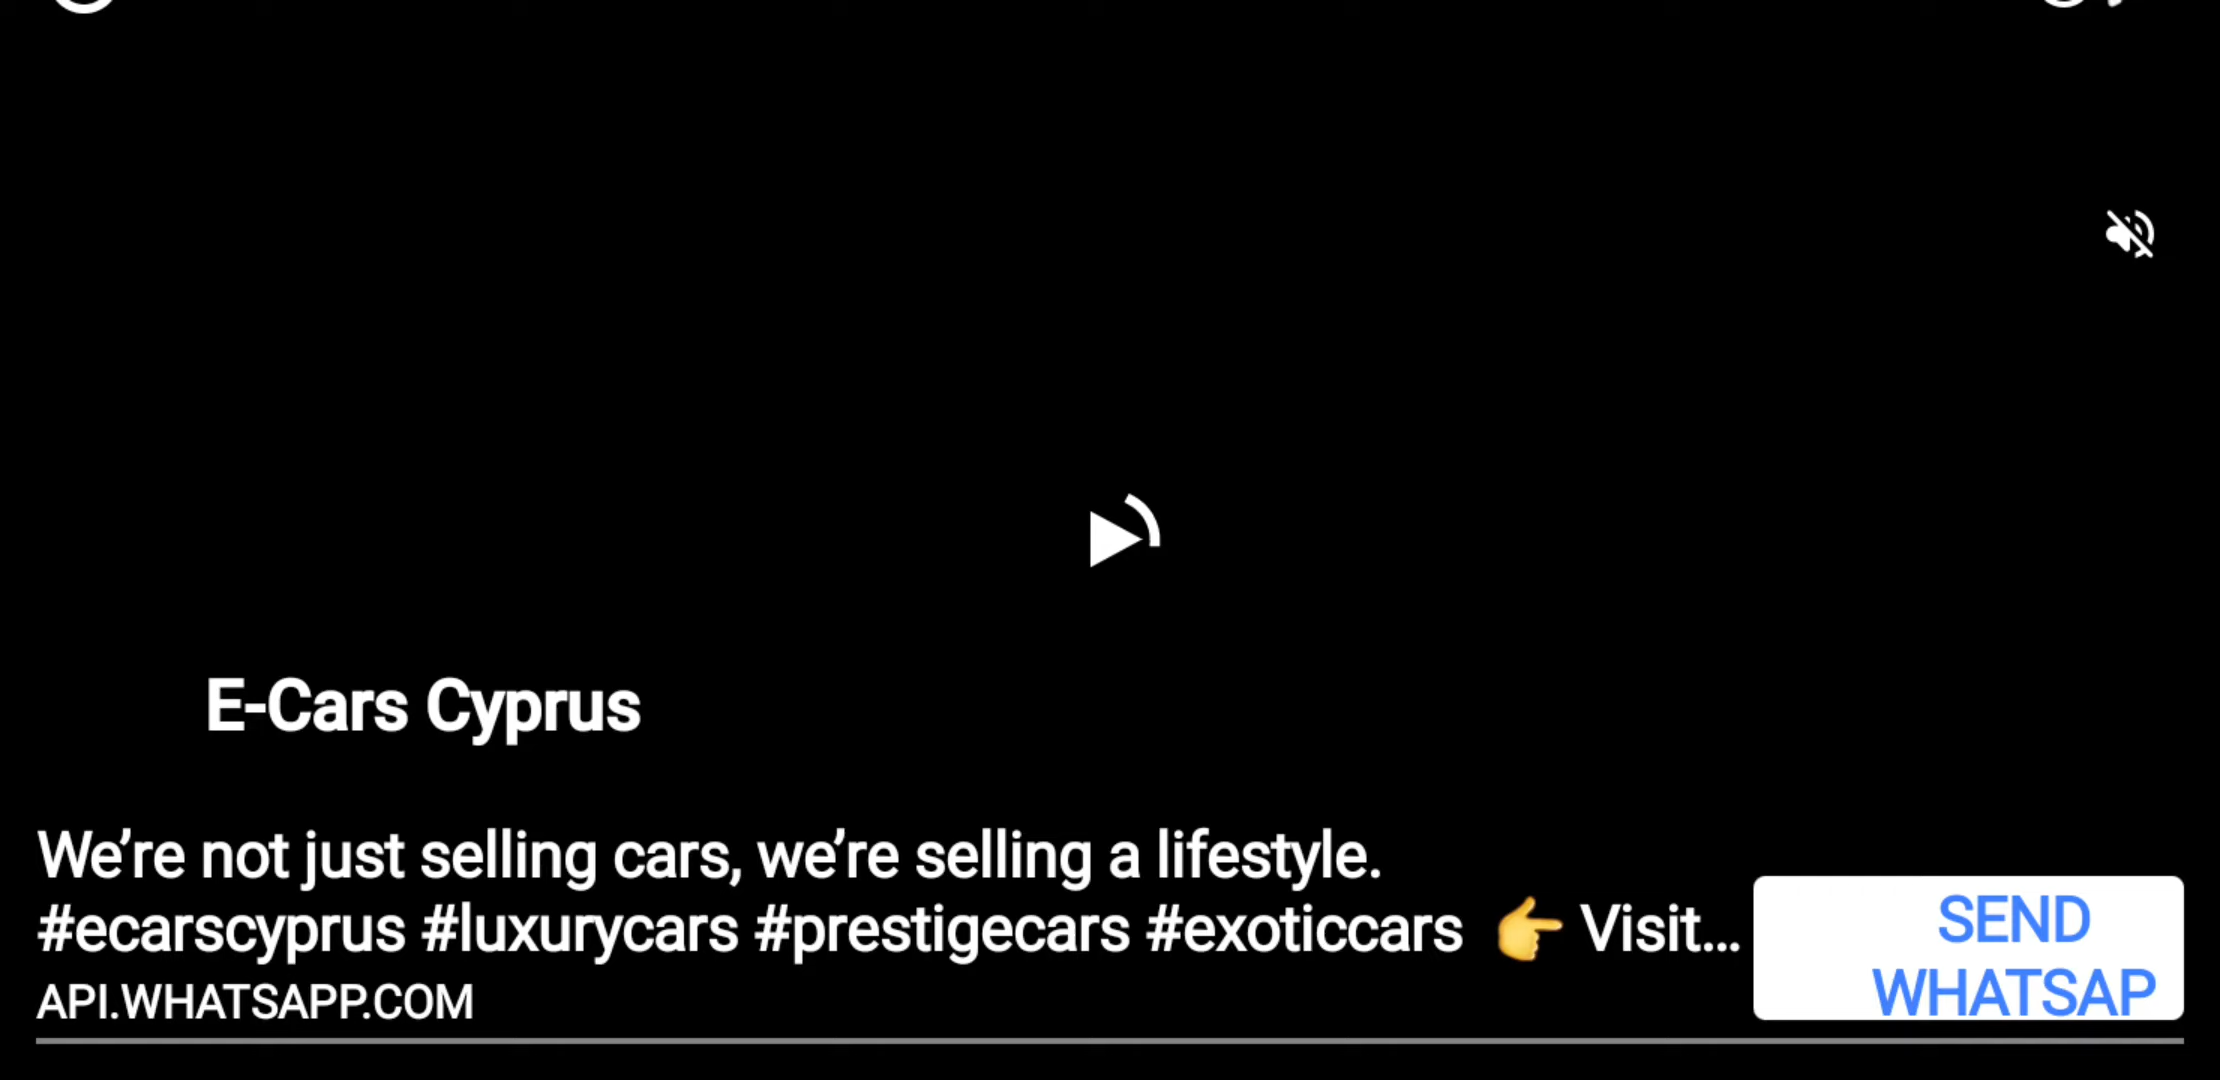 E-Cars Cyprus
We’re not just selling cars, we’re selling a lifestyle.
#ecarscyprus #luxurycars #prestigecars #exoticcars 👉 Visit...
API.WHATSAPP.COM
SEND
WHATSAP